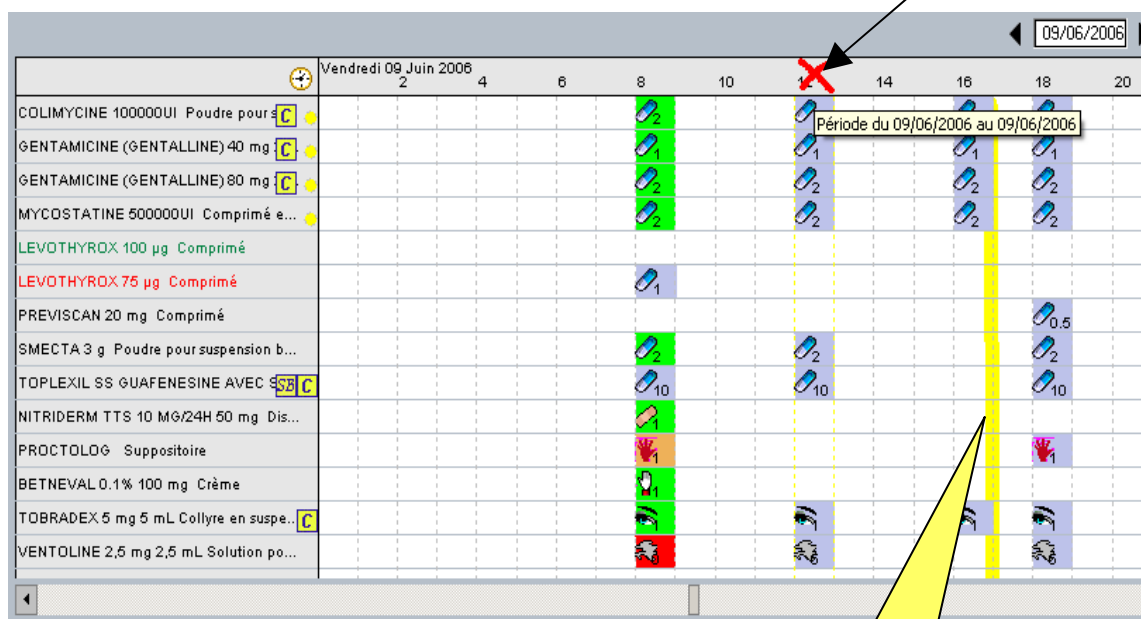 09/06/2006
Vendredi 09 Juin 2006
2 4 6 8 10 12 14 16 18 20
COLIMYCINE 100000UI Poudre pour s C 2
Période du 09/06/2006 au 09/06/2006
GENTAMICINE (GENTALLINE) 40 mg C 1 1 1 1
GENTAMICINE (GENTALLINE) 80 mg C 2 2 2 2
MYCOSTATINE 500000UI Comprimé e... 2 2 2 2
LEVOTHYROX 100 µg Comprimé
LEVOTHYROX 75 µg Comprimé 1
PREVISCAN 20 mg Comprimé 0.5
SMECTA 3 g Poudre pour suspension b... 2 2 2
TOPLEXIL SS GUAFENESINE AVEC S SB C 10 10 10
NITRIDERM TTS 10 MG/24H 50 mg Dis... 1
PROCTOLOG Suppositoire 1 1
BETNEVAL 0.1% 100 mg Crème 1
TOBRADEX 5 mg 5 mL Collyre en suspe.. C
VENTOLINE 2,5 mg 2,5 mL Solution po...